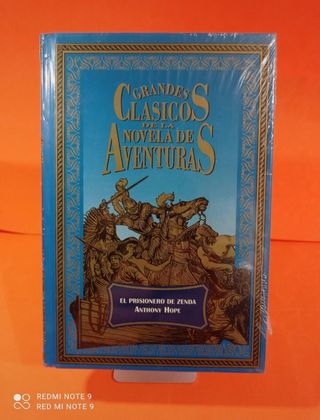 GRANDES
CLASICOS
DE LA
NOVELA DE
AVENTURAS
EL PRISIONERO DE ZENDA
ANTHONY HOPE
REDMI NOTE 9
RED MI NOTE 9